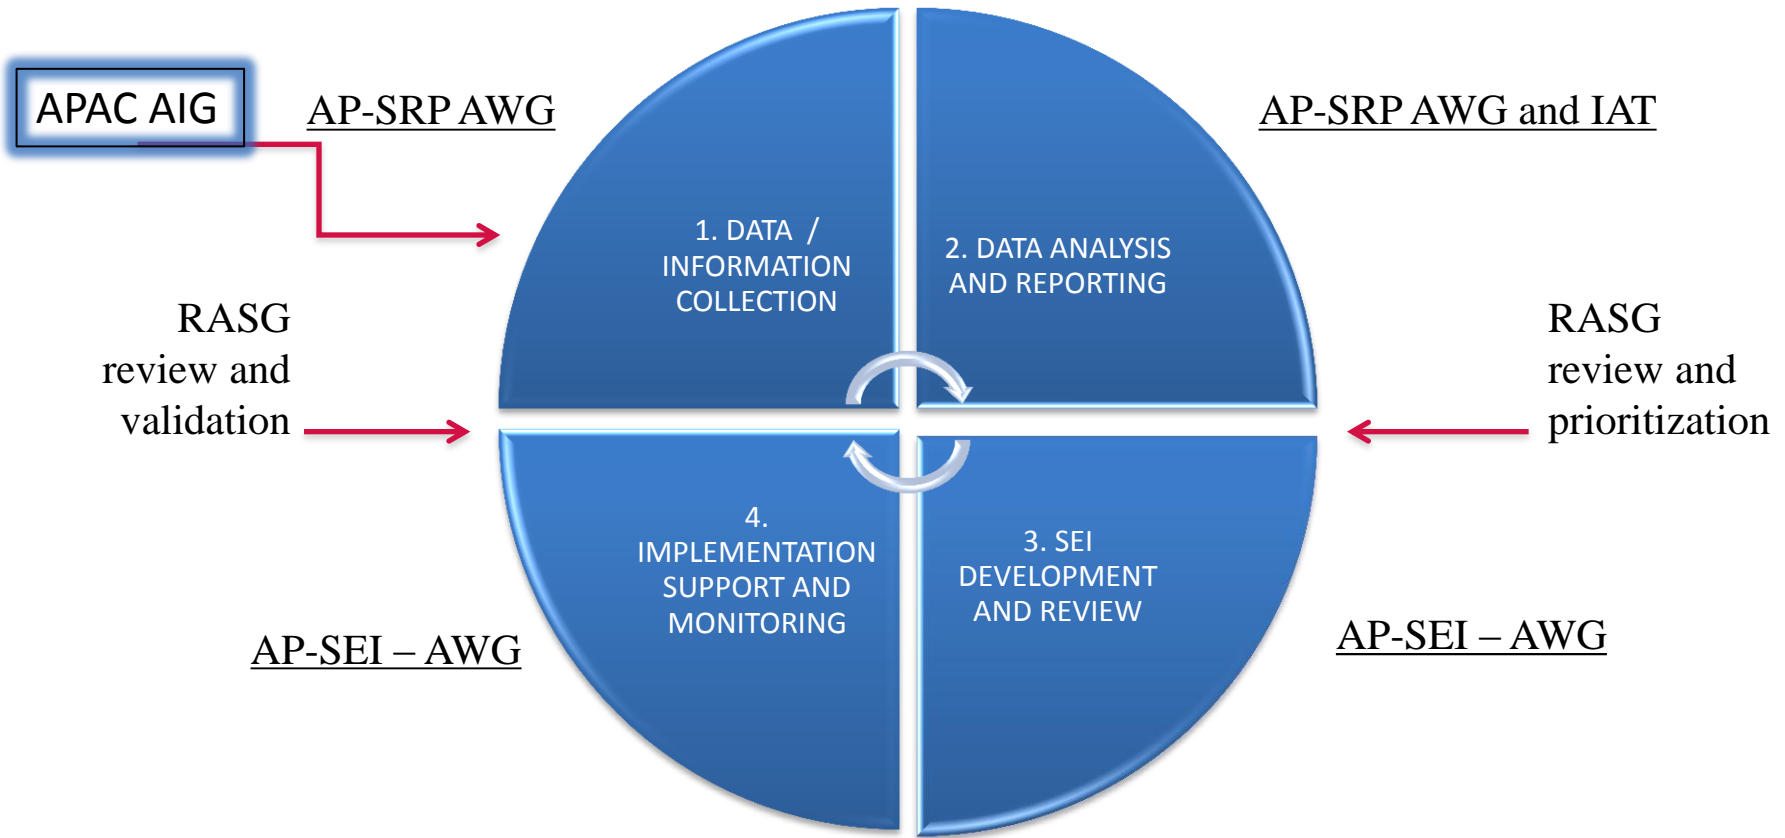 APAC AIG
AP-SRP AWG
AP-SRP AWG and IAT
1. DATA /
INFORMATION
COLLECTION
2. DATA ANALYSIS
AND REPORTING
RASG
review and
validation
RASG
review and
prioritization
4.
IMPLEMENTATION
SUPPORT AND
MONITORING
3. SEI
DEVELOPMENT
AND REVIEW
AP-SEI – AWG
AP-SEI – AWG